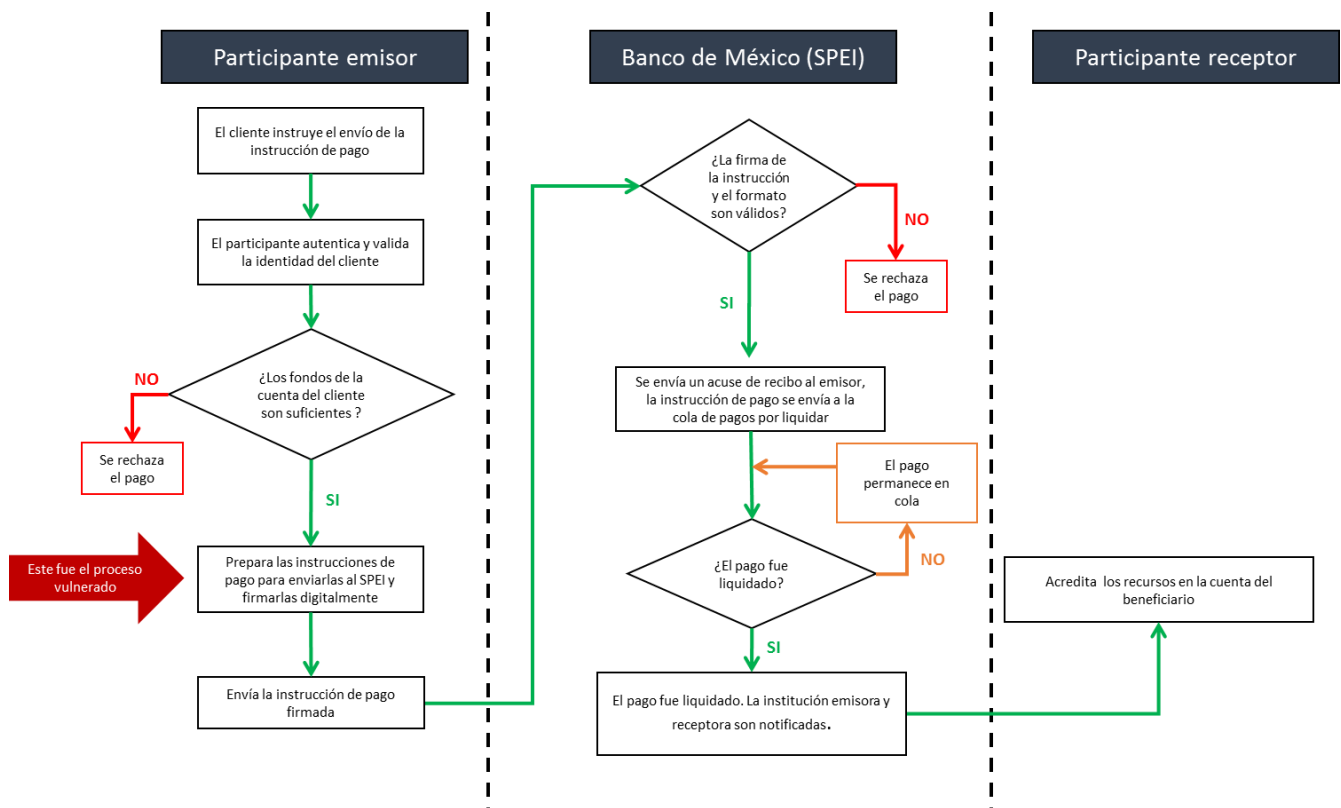 Participante emisor
Banco de México (SPEI)
Participante receptor
El cliente instruye el envío de la
instrucción de pago
El participante autentica y valida
la identidad del cliente
¿Los fondos de la
cuenta del cliente
son suficientes ?
NO
Se rechaza
el pago
SI
Este fue el proceso
vulnerado
Prepara las instrucciones de
pago para enviarlas al SPEI y
firmarlas digitalmente
Envía la instrucción de pago
firmada
¿La firma de
la instrucción
y el formato
son válidos?
NO
Se rechaza
el pago
SI
Se envía un acuse de recibo al emisor,
la instrucción de pago se envía a la
cola de pagos por liquidar
El pago
permanece en
cola
¿El pago fue
liquidado?
NO
SI
El pago fue liquidado. La institución emisora y
receptora son notificadas.
Acredita los recursos en la cuenta del
beneficiario